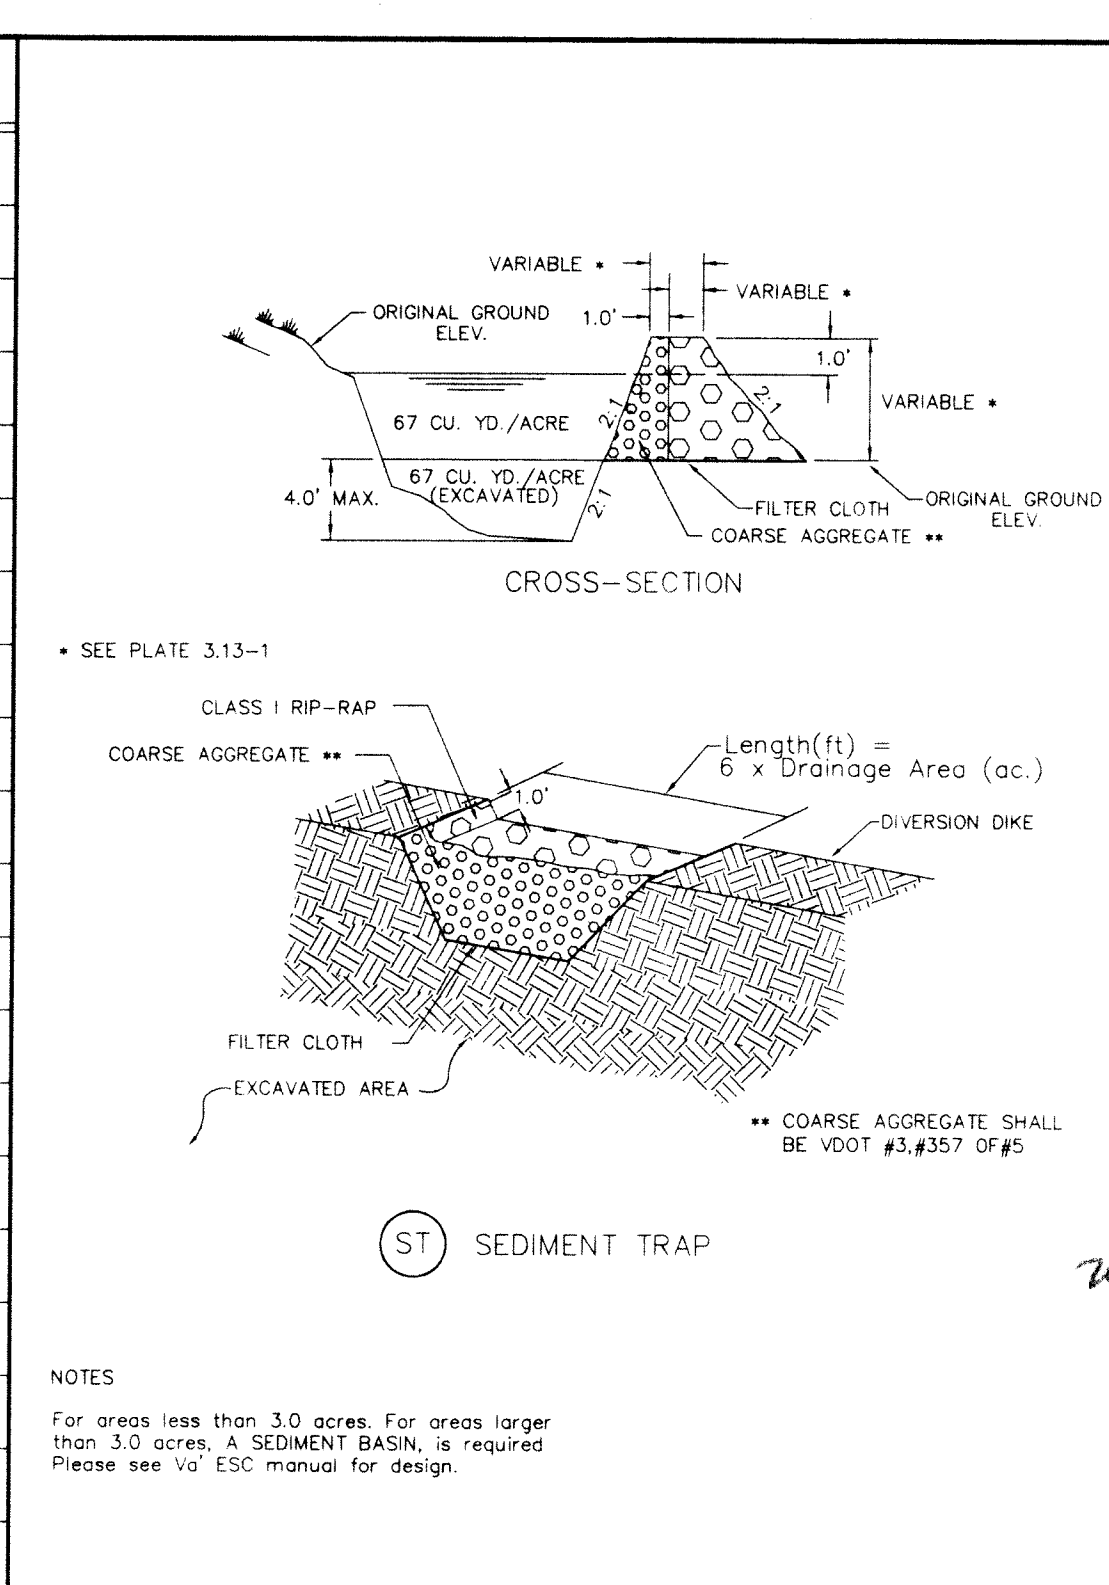 VARIABLE *
VARIABLE *
ORIGINAL GROUND
ELEV.
1.0'
1.0'
2:1
2:1
VARIABLE *
67 CU. YD./ACRE
67 CU. YD./ACRE
(EXCAVATED)
4.0' MAX.
2:1
FILTER CLOTH
ORIGINAL GROUND
ELEV.
COARSE AGGREGATE **
CROSS-SECTION
* SEE PLATE 3.13-1
CLASS I RIP-RAP
COARSE AGGREGATE **
Length(ft) =
6 x Drainage Area (ac.)
1.0'
DIVERSION DIKE
FILTER CLOTH
EXCAVATED AREA
** COARSE AGGREGATE SHALL
BE VDOT #3,#357 OF#5
ST SEDIMENT TRAP
NOTES
For areas less than 3.0 acres. For areas larger
than 3.0 acres, A SEDIMENT BASIN, is required
Please see Va' ESC manual for design.